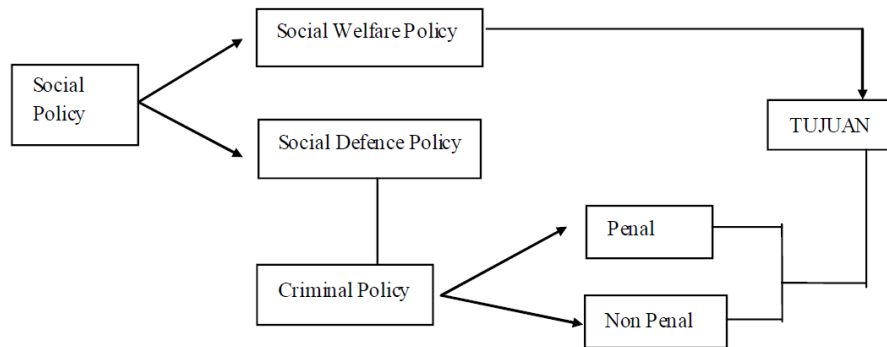 Social Welfare Policy
Social
Policy
TUJUAN
Social Defence Policy
Penal
Criminal Policy
Non Penal